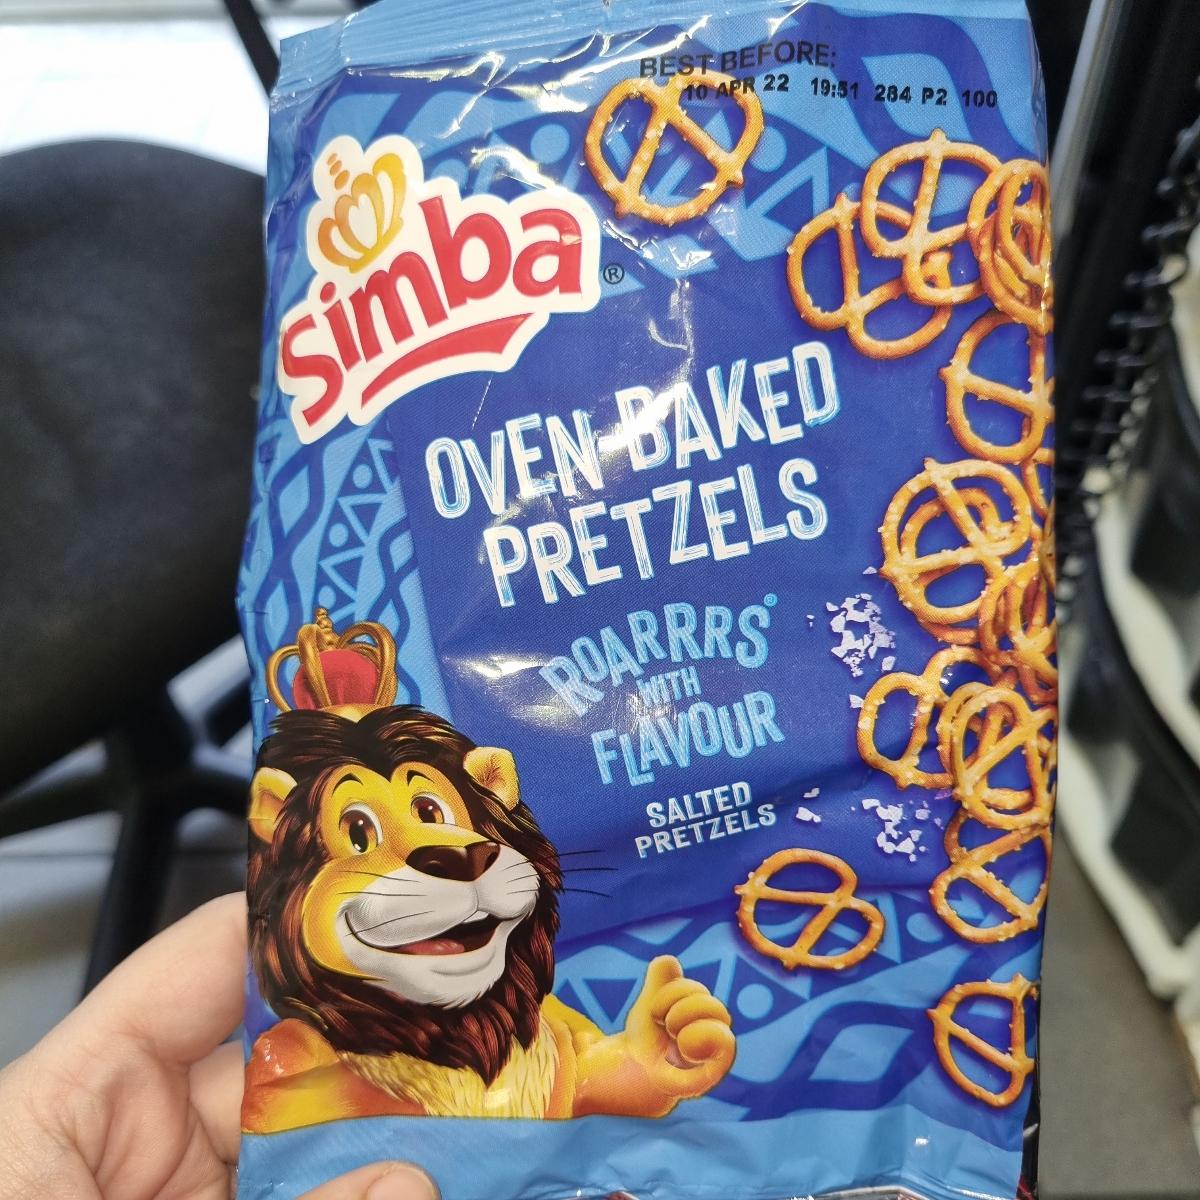 BEST BEFORE:
10 APR 22 19:51 284 P2 100
Simba®
OVEN BAKED
PRETZELS
ROARRRS®
WITH
FLAVOUR
SALTED
PRETZELS